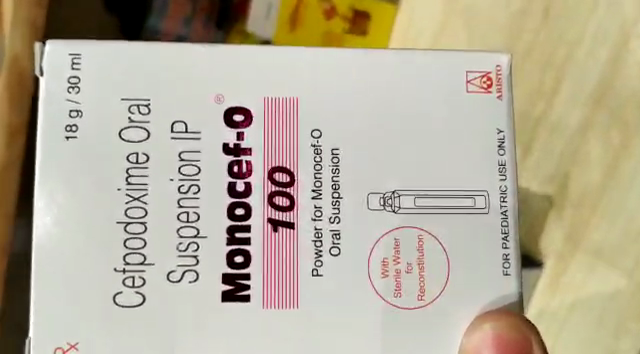 18 g / 30 ml
Rx
Cefpodoxime Oral
Suspension IP
Monocef-O®
100
Powder for Monocef-O
Oral Suspension
With
Sterile Water
for
Reconstitution
FOR PAEDIATRIC USE ONLY
ARISTO